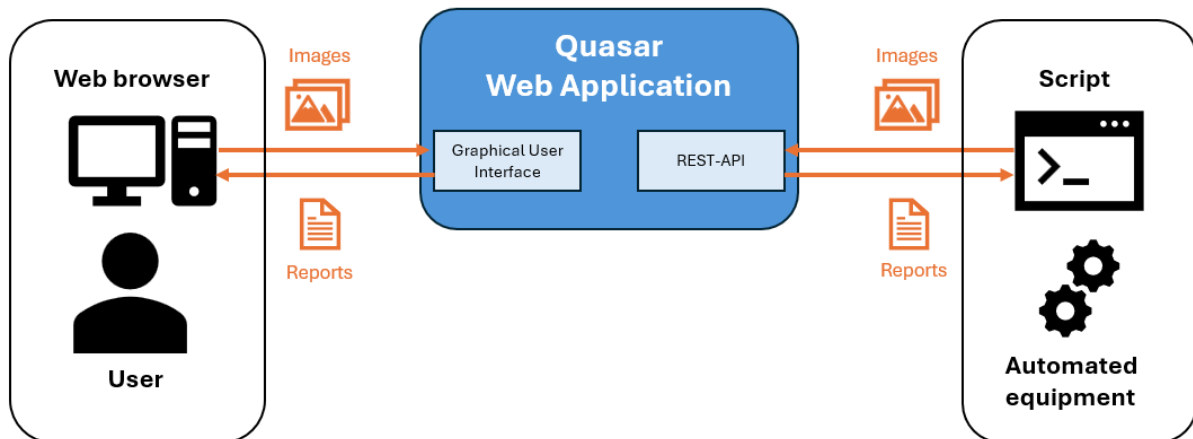 Web browser
User
Images
Reports
Quasar
Web Application
Graphical User
Interface
REST-API
Images
Reports
Script
>_
Automated
equipment